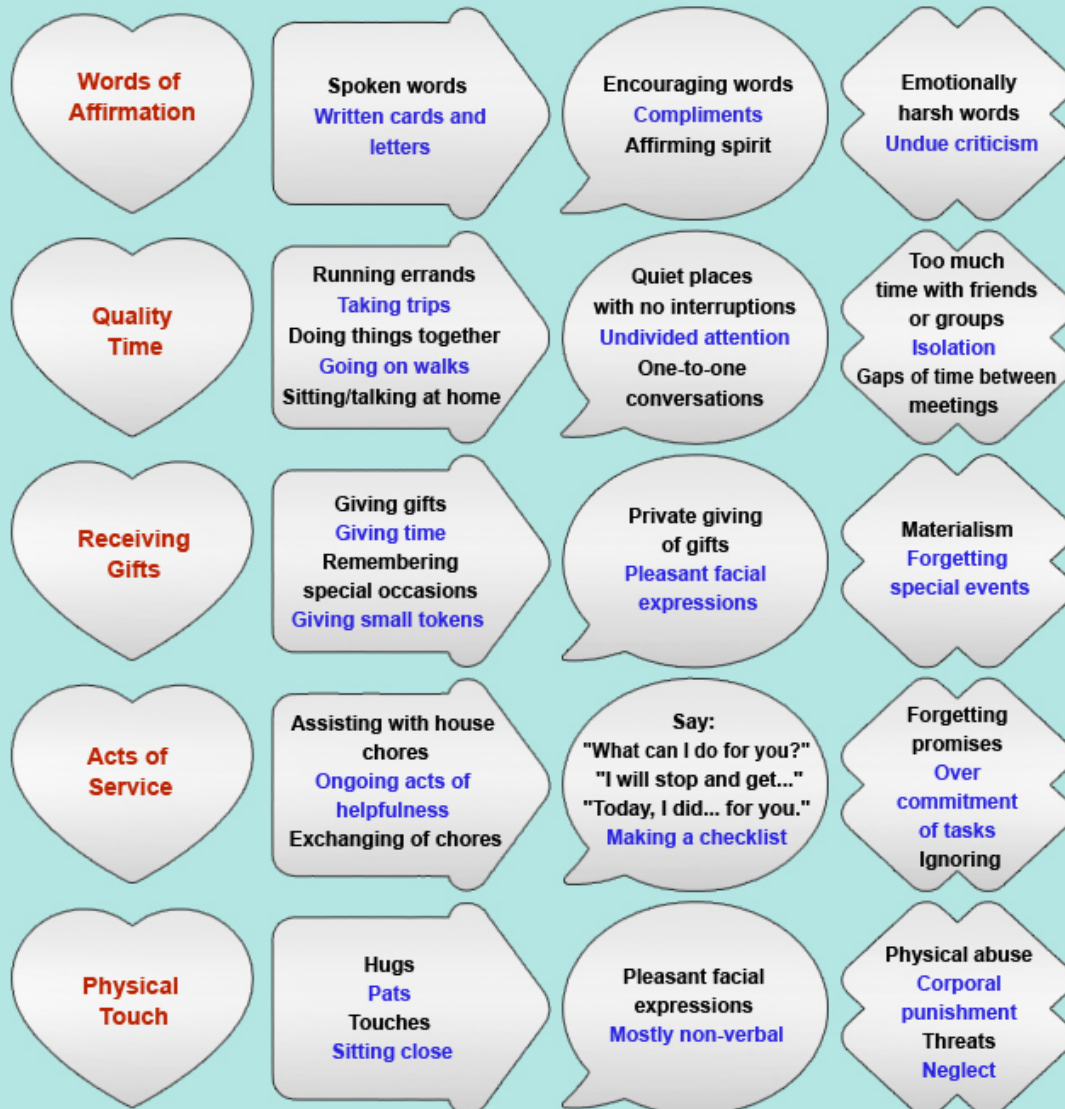 Words of
Affirmation
Spoken words
Written cards and
letters
Encouraging words
Compliments
Affirming spirit
Emotionally
harsh words
Undue criticism
Quality
Time
Running errands
Taking trips
Doing things together
Going on walks
Sitting/talking at home
Quiet places
with no interruptions
Undivided attention
One-to-one
conversations
Too much
time with friends
or groups
Isolation
Gaps of time between
meetings
Receiving
Gifts
Giving gifts
Giving time
Remembering
special occasions
Giving small tokens
Private giving
of gifts
Pleasant facial
expressions
Materialism
Forgetting
special events
Acts of
Service
Assisting with house
chores
Ongoing acts of
helpfulness
Exchanging of chores
Say:
"What can I do for you?"
"I will stop and get..."
"Today, I did... for you."
Making a checklist
Forgetting
promises
Over
commitment
of tasks
Ignoring
Physical
Touch
Hugs
Pats
Touches
Sitting close
Pleasant facial
expressions
Mostly non-verbal
Physical abuse
Corporal
punishment
Threats
Neglect